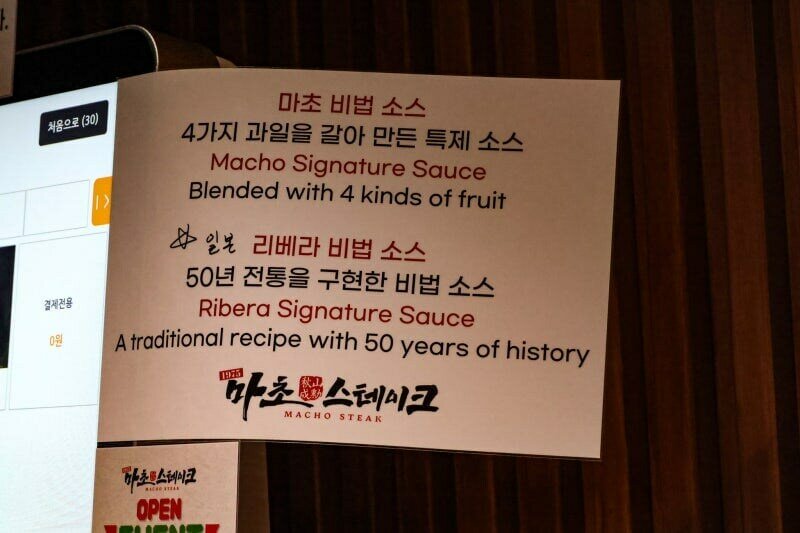 처음으로 (30)
결제전용
0원
마초 비법 소스
4가지 과일을 갈아 만든 특제 소스
Macho Signature Sauce
Blended with 4 kinds of fruit
☆ 일본 리베라 비법 소스
50년 전통을 구현한 비법 소스
Ribera Signature Sauce
A traditional recipe with 50 years of history
1975
마초 스테이크
MACHO STEAK
마초 스테이크
MACHO STEAK
OPEN
EVENT